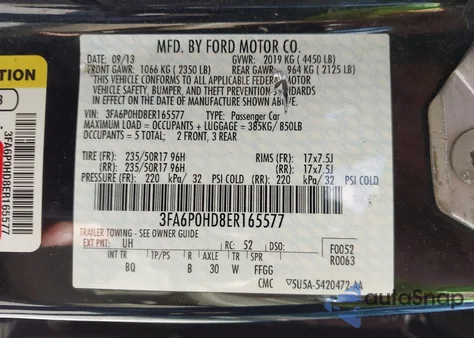 MFD. BY FORD MOTOR CO.
DATE: 09/13 GVWR: 2019 KG ( 4450 LB)
FRONT GAWR: 1066 KG ( 2350 LB) REAR GAWR: 964 KG ( 2125 LB)
THIS VEHICLE CONFORMS TO ALL APPLICABLE FEDERAL MOTOR
VEHICLE SAFETY, BUMPER, AND THEFT PREVENTION STANDARDS
IN EFFECT ON THE DATE OF MANUFACTURE SHOWN ABOVE.
VIN: 3FA6P0HD8ER165577 TYPE: Passenger Car
MAXIMUM LOAD = OCCUPANTS + LUGGAGE = 385KG/ 850LB
OCCUPANTS = 5 TOTAL: 2 FRONT, 3 REAR
TIRE (FR): 235/50R17 96H RIMS (FR): 17x7.5J
(RR): 235/50R17 96H (RR): 17x7.5J
PRESSURE (FR) 220 kPa/ 32 PSI COLD (RR): 220 kPa/ 32 PSI COLD
3FA6P0HD8ER165577
TRAILER TOWING - SEE OWNER GUIDE
EXT PNT: UH RC: 52 DSO: F0052
R0063
INT TR TP/PS R AXLE TR SPR
BQ B 30 W FFGG
CMC 5U5A-5420472-AA
UTION
3FA6P0HD8ER165577
autoSnap